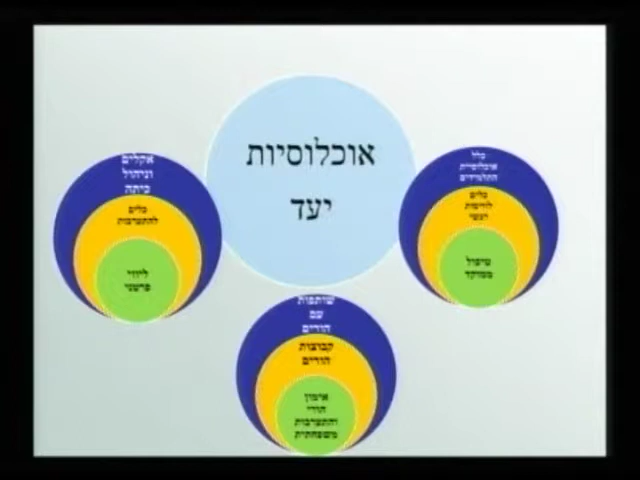 אוכלוסיות
יעד
אקלים
וניהול
כיתה
כלים
להתערבות
ליווי
פרטני
כלל
אוכלוסיית
התלמידים
כלים
לוויסות
רגשי
טיפול
ממוקד
שותפות
עם
הורים
קבוצות
הורים
אימון
הורי
והתערבות
משפחתית